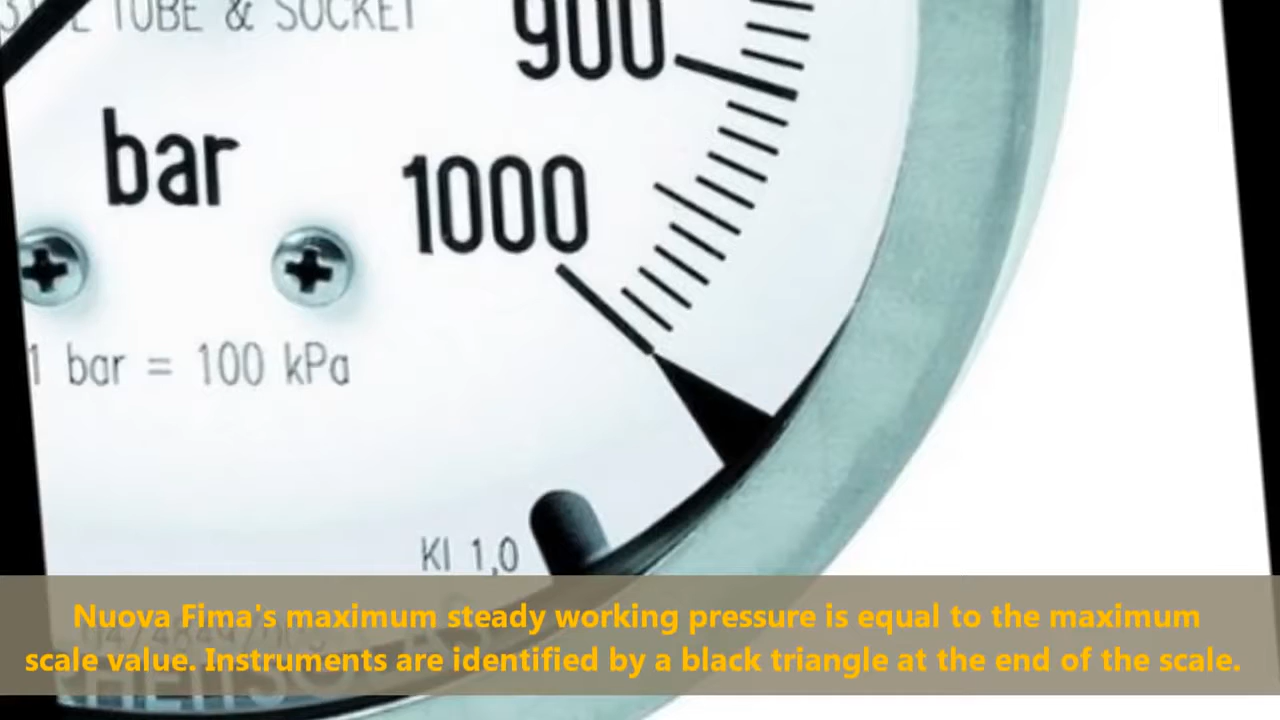 TUBE & SOCKET
900
bar
1000
1 bar = 100 kPa
Kl 1,0
Nuova Fima's maximum steady working pressure is equal to the maximum
scale value. Instruments are identified by a black triangle at the end of the scale.